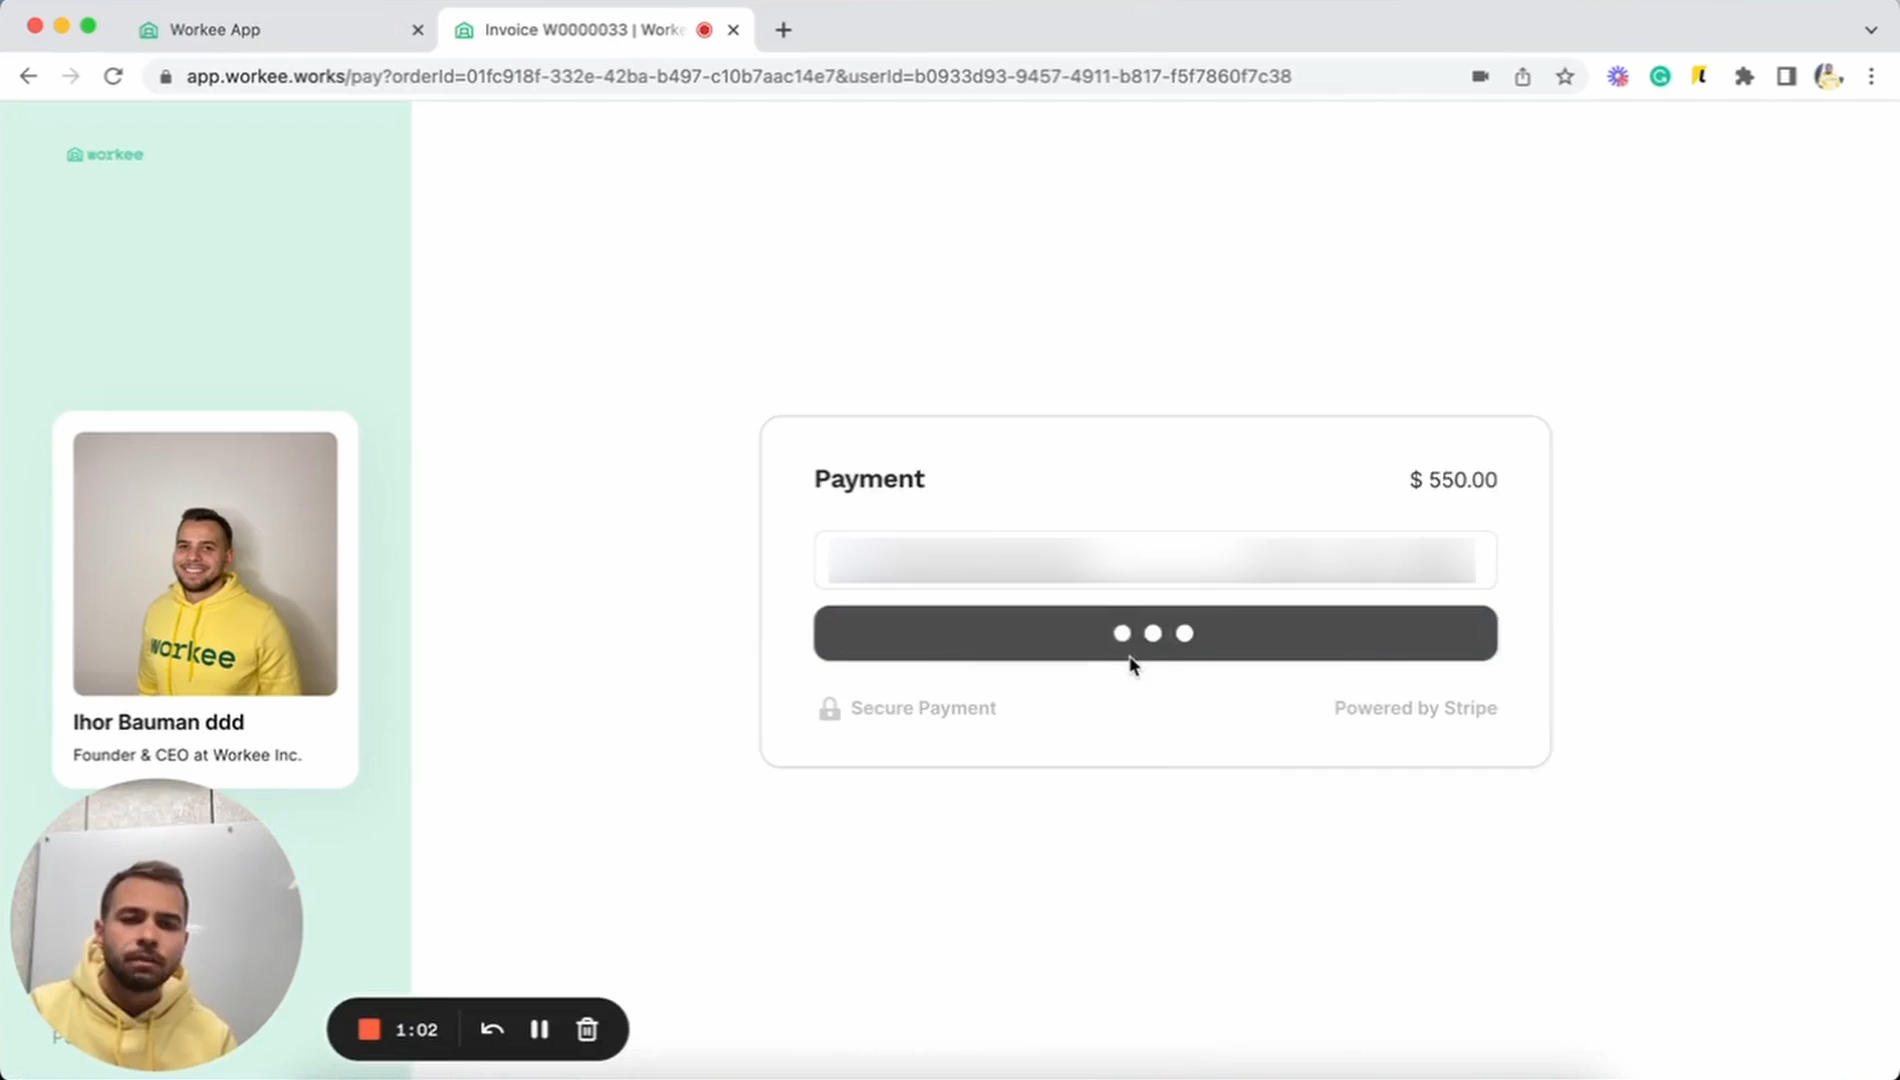 Workee App
Invoice W0000033 | Worke
app.workee.works/pay?orderId=01fc918f-332e-42ba-b497-c10b7aac14e7&userId=b0933d93-9457-4911-b817-f5f7860f7c38
workee
Payment
$ 550.00
workee
Secure Payment
Powered by Stripe
Ihor Bauman ddd
Founder & CEO at Workee Inc.
1:02